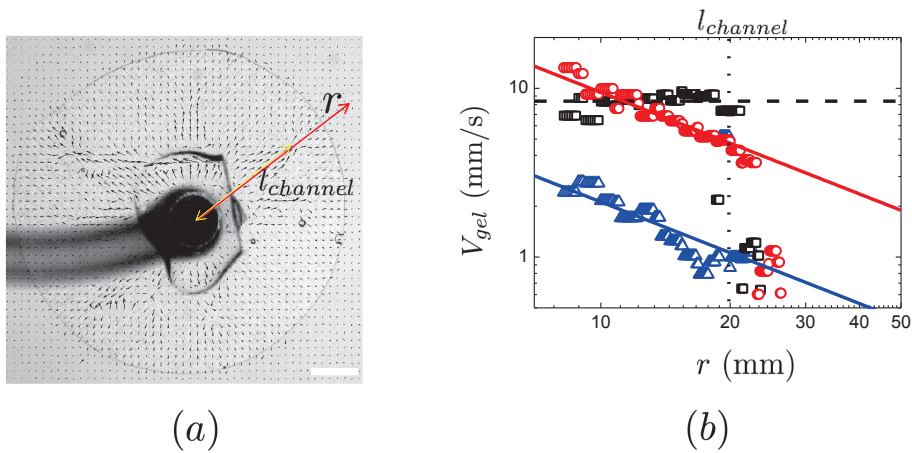 r
l_channel
(a)
l_channel
10
1
V_gel (mm/s)
10
20
30
40
50
r (mm)
(b)